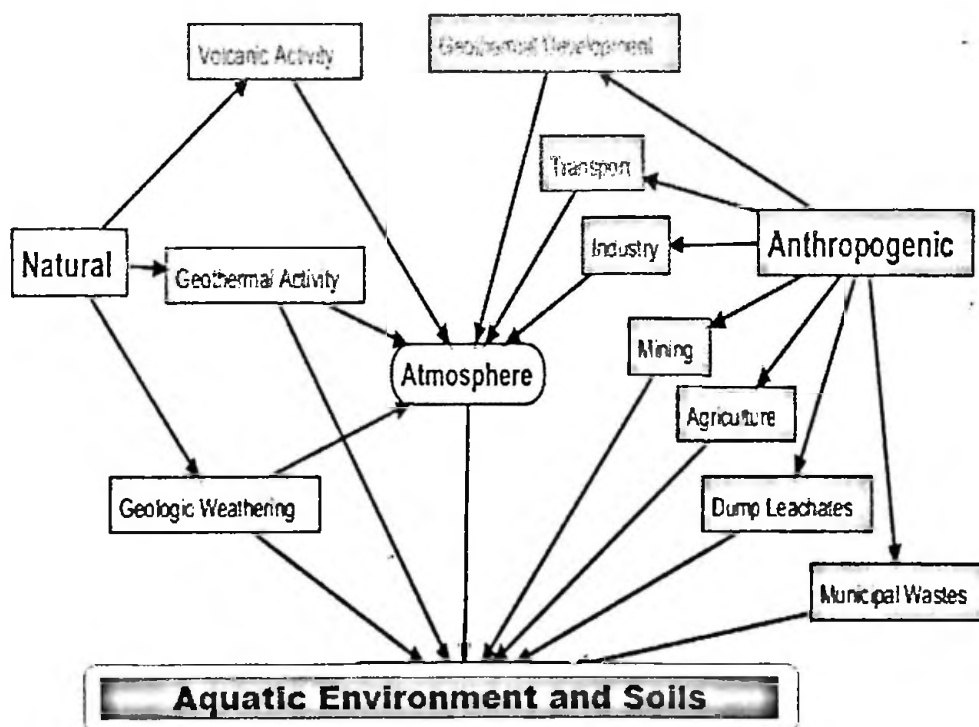 Volcanic Activity
Geothermal Development
Transport
Natural
Geothermal Activity
Industry
Anthropogenic
Mining
Atmosphere
Agriculture
Geologic Weathering
Dump Leachates
Municipal Wastes
Aquatic Environment and Soils